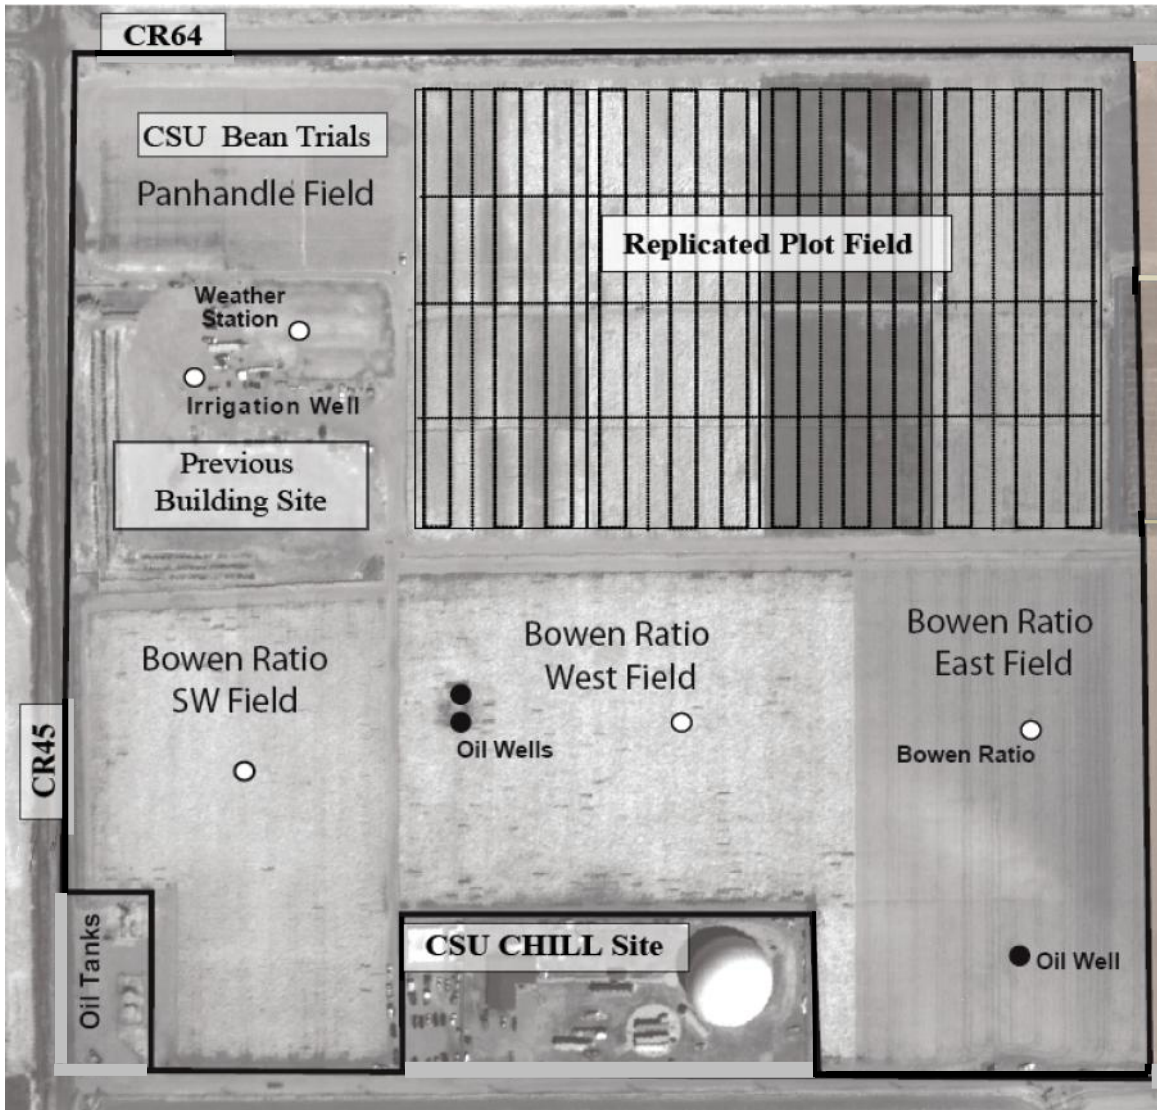 CR64
CSU Bean Trials
Panhandle Field
Replicated Plot Field
Weather
Station
Irrigation Well
Previous
Building Site
Bowen Ratio
SW Field
Bowen Ratio
West Field
Bowen Ratio
East Field
Oil Wells
Bowen Ratio
CR45
Oil Tanks
CSU CHILL Site
Oil Well